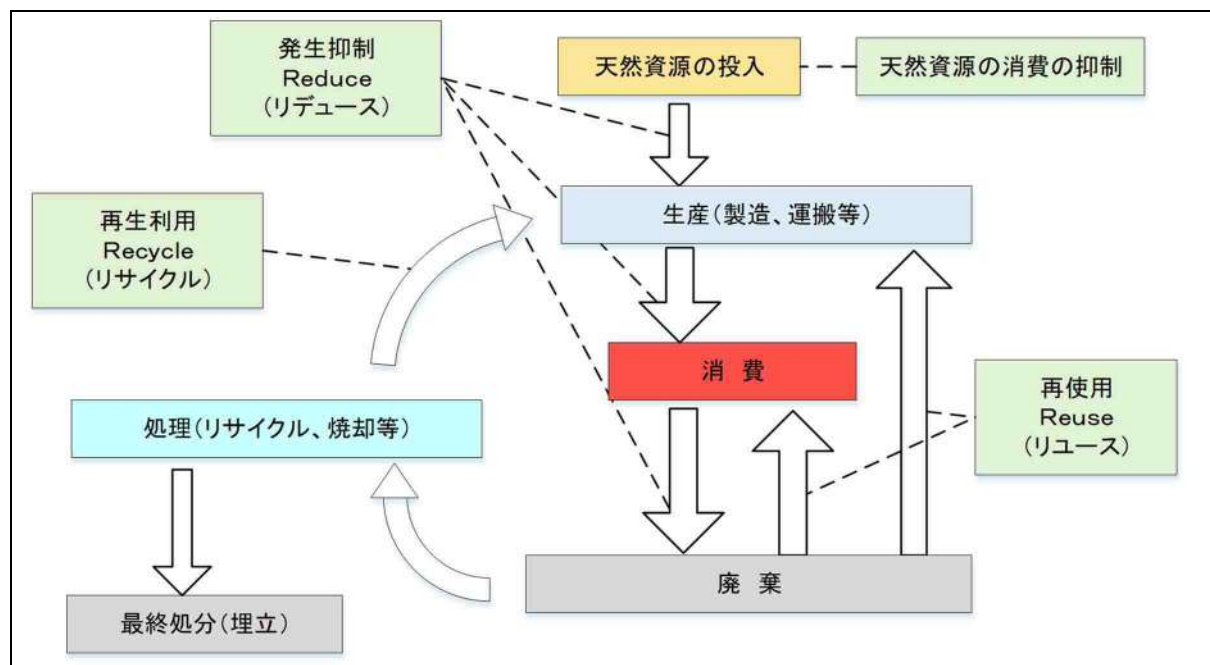 発生抑制
Reduce
（リデュース）
天然資源の投入
天然資源の消費の抑制
生産（製造、運搬等）
再生利用
Recycle
（リサイクル）
消　費
再使用
Reuse
（リユース）
処理（リサイクル、焼却等）
廃　棄
最終処分（埋立）